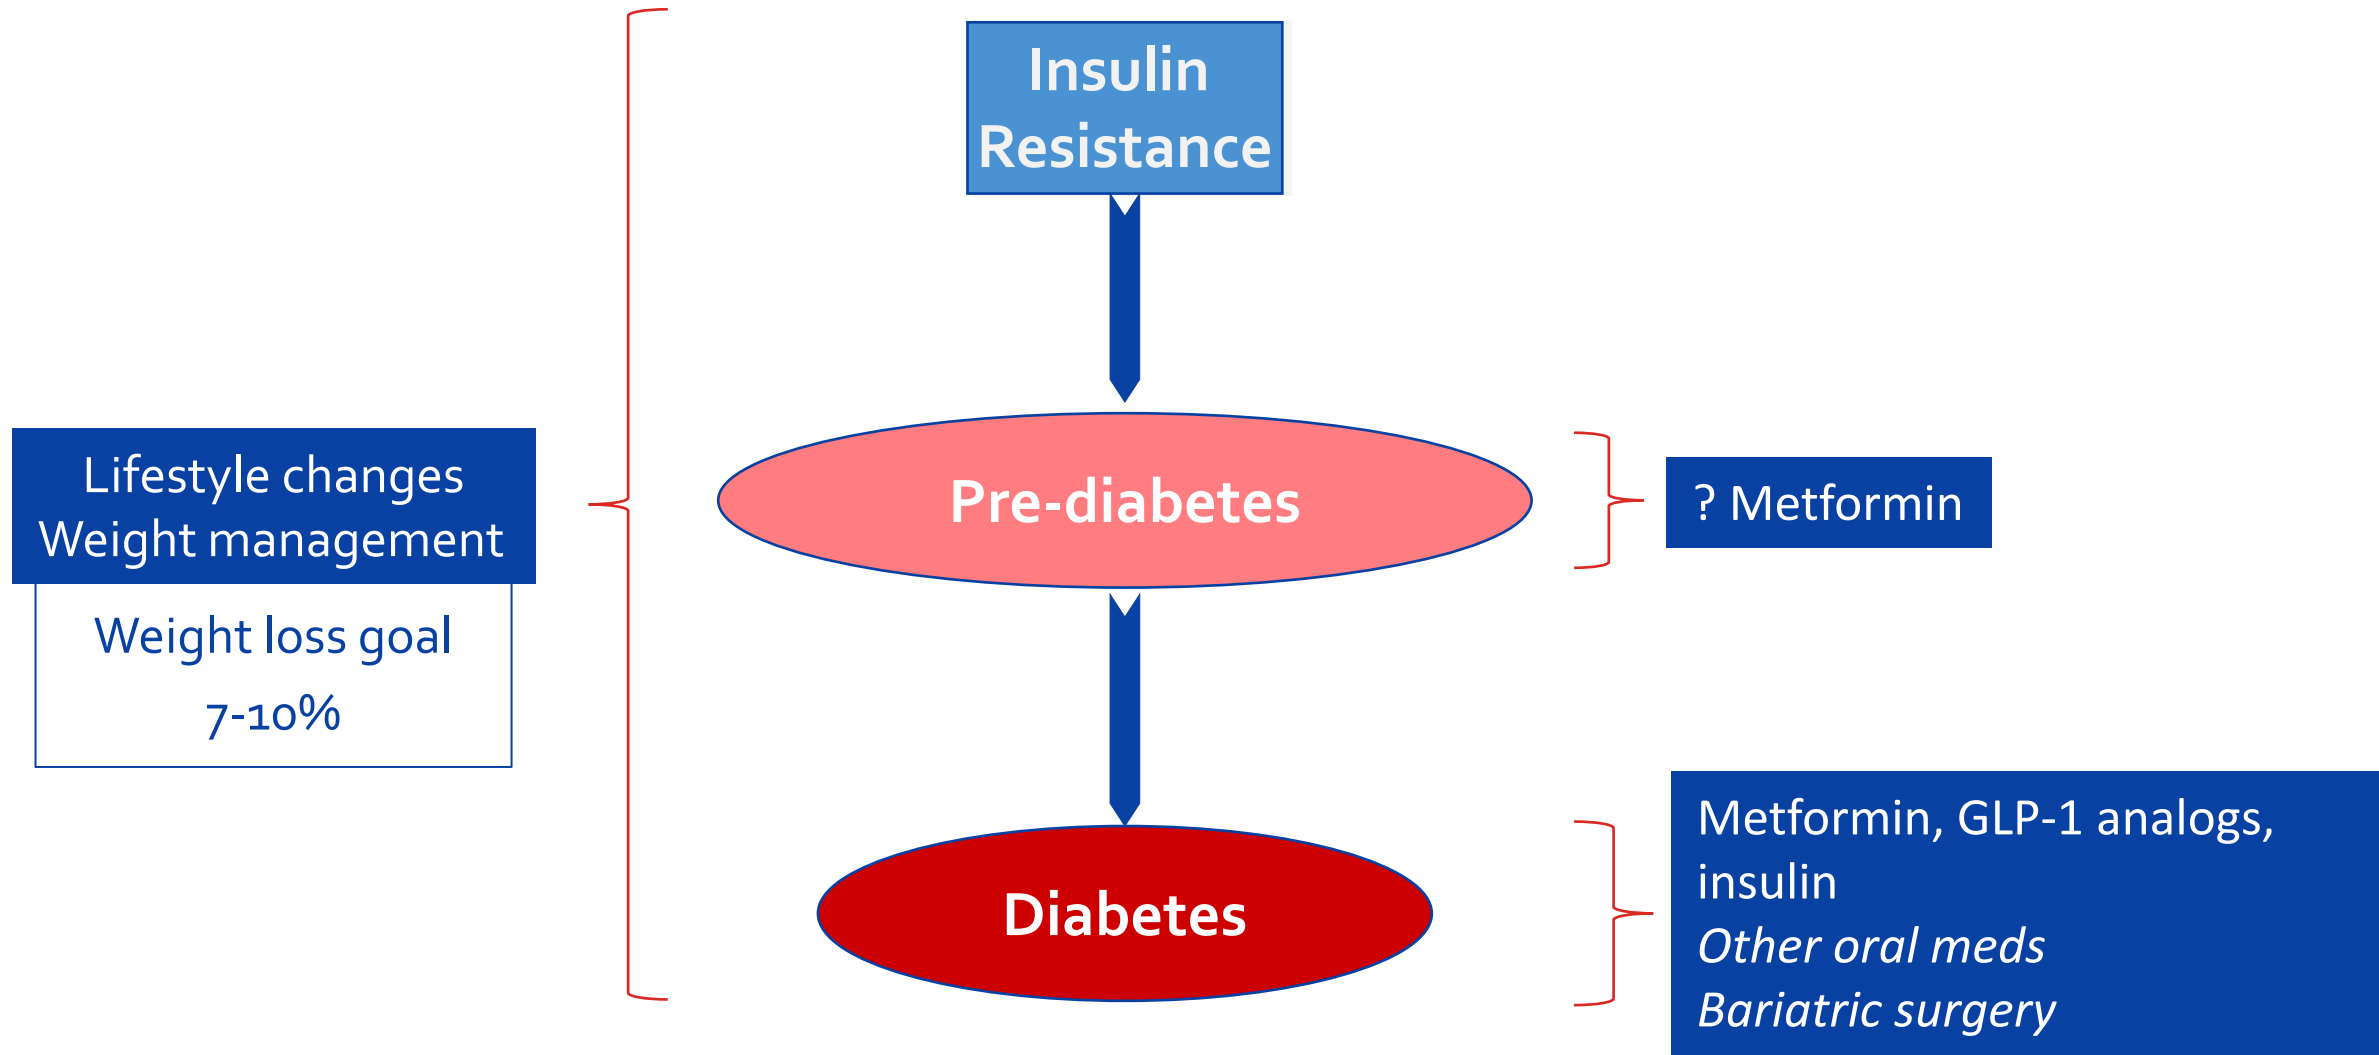 Insulin
Resistance
Lifestyle changes
Weight management
Weight loss goal
7-10%
Pre-diabetes
? Metformin
Diabetes
Metformin, GLP-1 analogs,
insulin
Other oral meds
Bariatric surgery